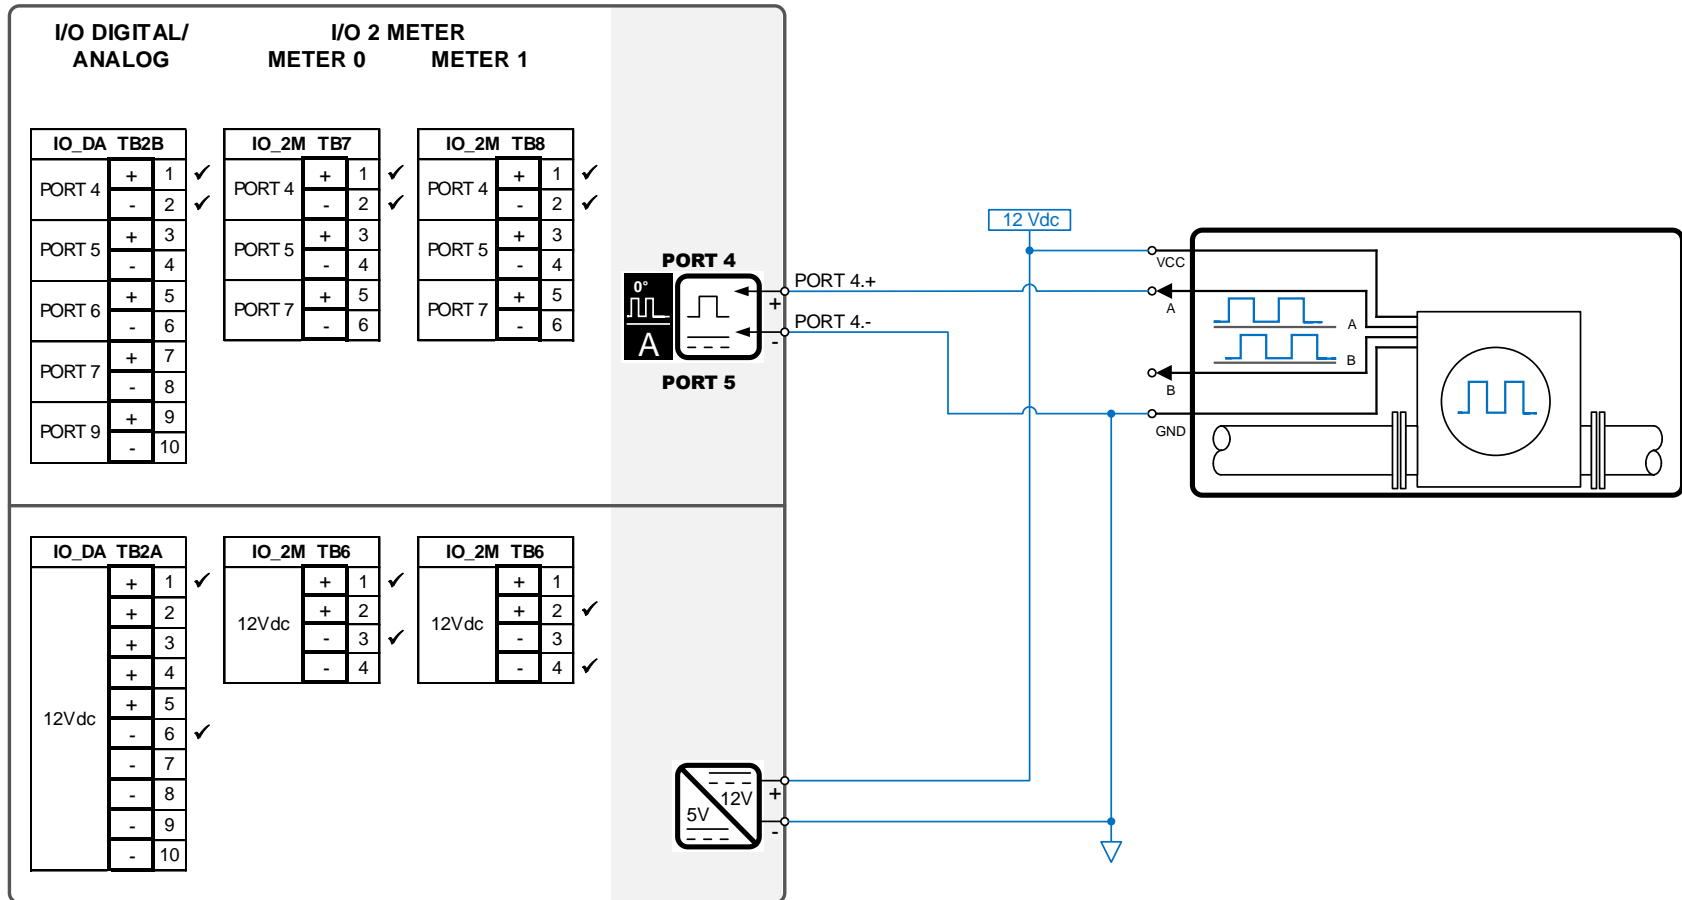 I/O DIGITAL/
ANALOG
I/O 2 METER
METER 0 METER 1
IO_DA TB2B
PORT 4 + 1 ✓
- 2 ✓
PORT 5 + 3
- 4
PORT 6 + 5
- 6
PORT 7 + 7
- 8
PORT 9 + 9
- 10
IO_2M TB7
PORT 4 + 1 ✓
- 2 ✓
PORT 5 + 3
- 4
PORT 7 + 5
- 6
IO_2M TB8
PORT 4 + 1 ✓
- 2 ✓
PORT 5 + 3
- 4
PORT 7 + 5
- 6
PORT 4
0°
A
+
-
PORT 5
PORT 4.+
PORT 4.-
12 Vdc
VCC
A
B
GND
A
B
IO_DA TB2A
12Vdc
+ 1 ✓
+ 2
+ 3
+ 4
+ 5
- 6 ✓
- 7
- 8
- 9
- 10
IO_2M TB6
12Vdc
+ 1 ✓
+ 2
- 3 ✓
- 4
IO_2M TB6
12Vdc
+ 1
+ 2 ✓
- 3
- 4 ✓
12V
5V
+
-